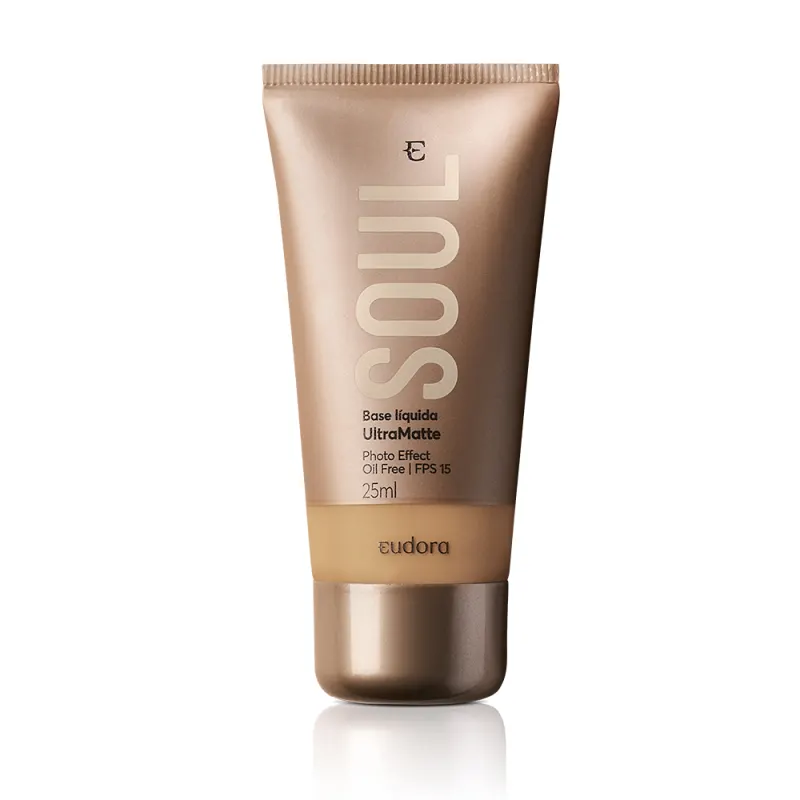 E
SOUL
Base líquida
UltraMatte
Photo Effect
Oil Free | FPS 15
25ml
eudora